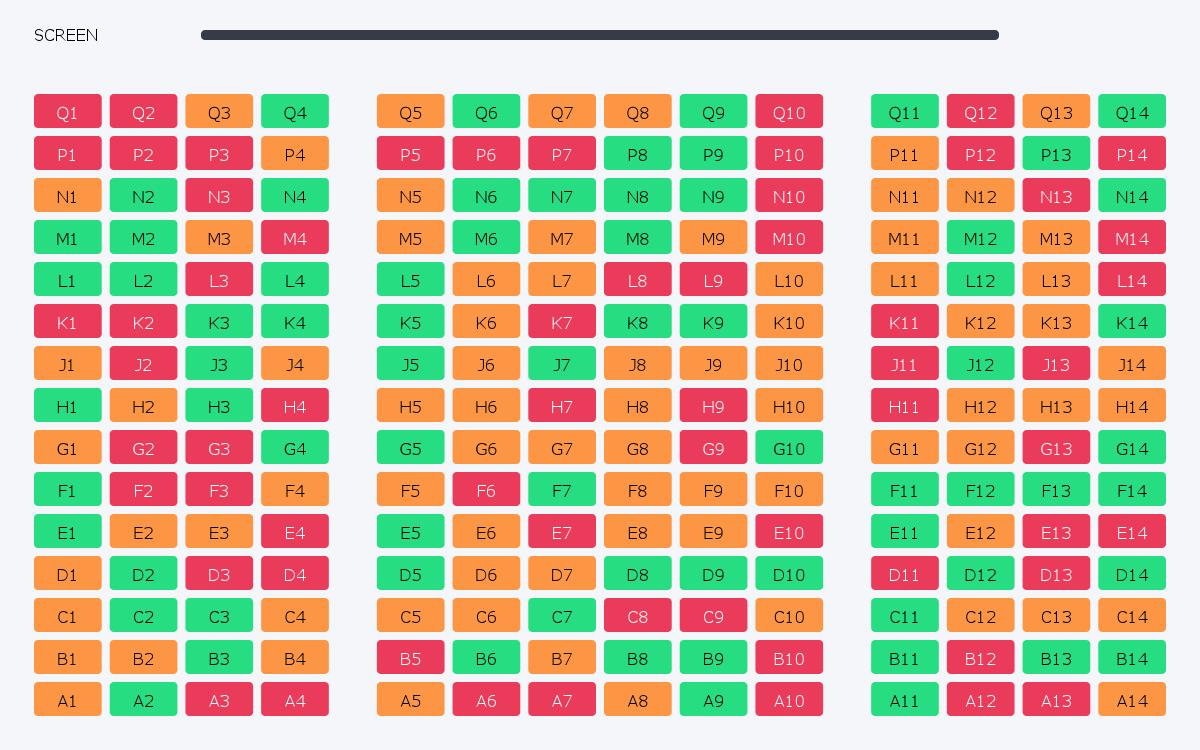 SCREEN
Q1 Q2 Q3 Q4 Q5 Q6 Q7 Q8 Q9 Q10 Q11 Q12 Q13 Q14
P1 P2 P3 P4 P5 P6 P7 P8 P9 P10 P11 P12 P13 P14
N1 N2 N3 N4 N5 N6 N7 N8 N9 N10 N11 N12 N13 N14
M1 M2 M3 M4 M5 M6 M7 M8 M9 M10 M11 M12 M13 M14
L1 L2 L3 L4 L5 L6 L7 L8 L9 L10 L11 L12 L13 L14
K1 K2 K3 K4 K5 K6 K7 K8 K9 K10 K11 K12 K13 K14
J1 J2 J3 J4 J5 J6 J7 J8 J9 J10 J11 J12 J13 J14
H1 H2 H3 H4 H5 H6 H7 H8 H9 H10 H11 H12 H13 H14
G1 G2 G3 G4 G5 G6 G7 G8 G9 G10 G11 G12 G13 G14
F1 F2 F3 F4 F5 F6 F7 F8 F9 F10 F11 F12 F13 F14
E1 E2 E3 E4 E5 E6 E7 E8 E9 E10 E11 E12 E13 E14
D1 D2 D3 D4 D5 D6 D7 D8 D9 D10 D11 D12 D13 D14
C1 C2 C3 C4 C5 C6 C7 C8 C9 C10 C11 C12 C13 C14
B1 B2 B3 B4 B5 B6 B7 B8 B9 B10 B11 B12 B13 B14
A1 A2 A3 A4 A5 A6 A7 A8 A9 A10 A11 A12 A13 A14